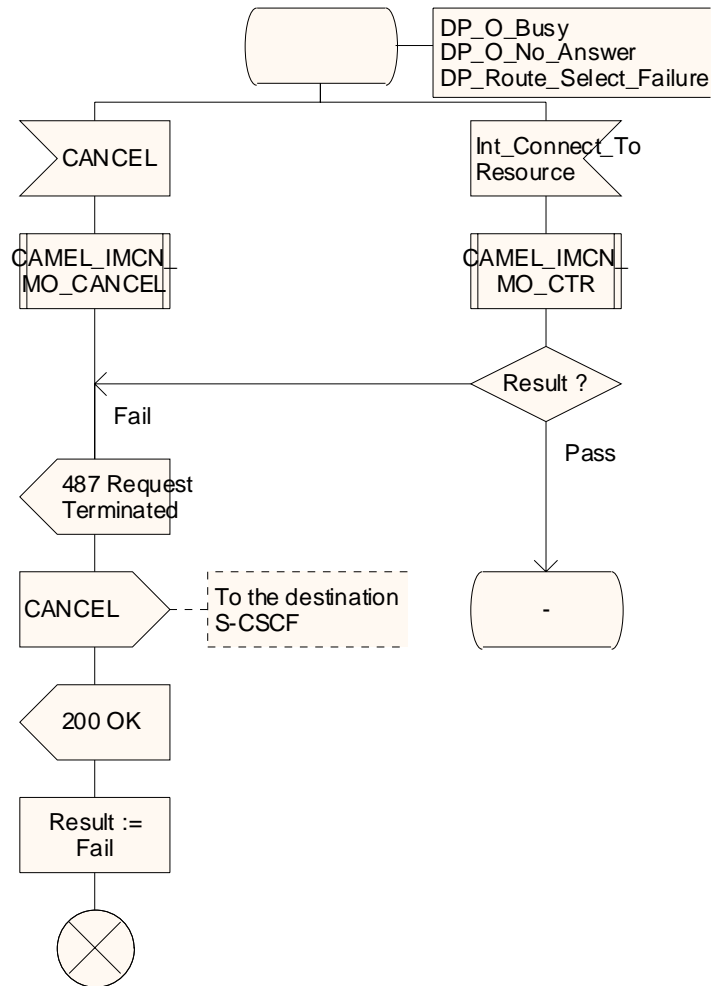 DP_O_Busy
DP_O_No_Answer
DP_Route_Select_Failure
CANCEL
Int_Connect_To
Resource
CAMEL_IMCN_
MO_CANCEL
CAMEL_IMCN_
MO_CTR
Result ?
Fail
Pass
487 Request
Terminated
CANCEL
To the destination
S-CSCF
-
200 OK
Result :=
Fail